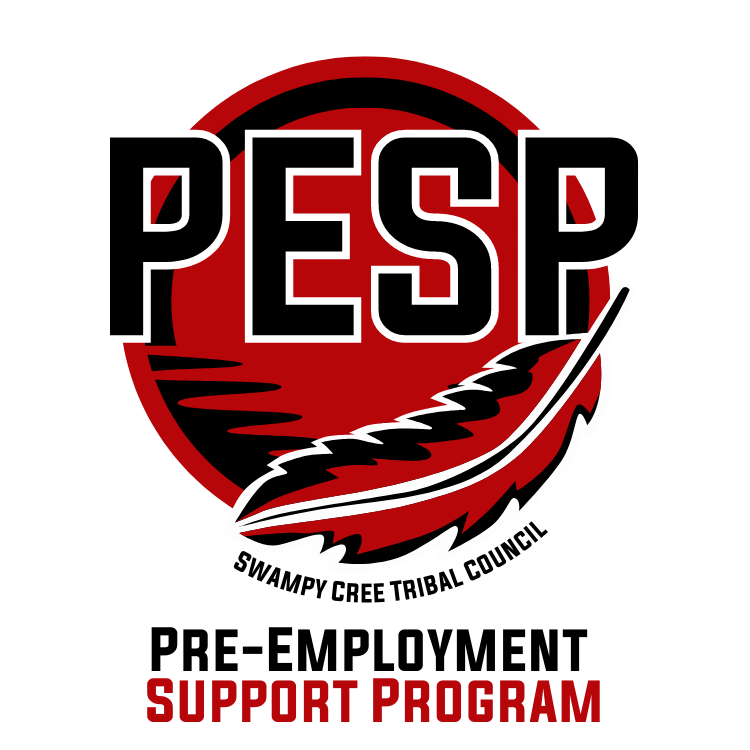 PESP
SWAMPY CREE TRIBAL COUNCIL
PRE-EMPLOYMENT
SUPPORT PROGRAM